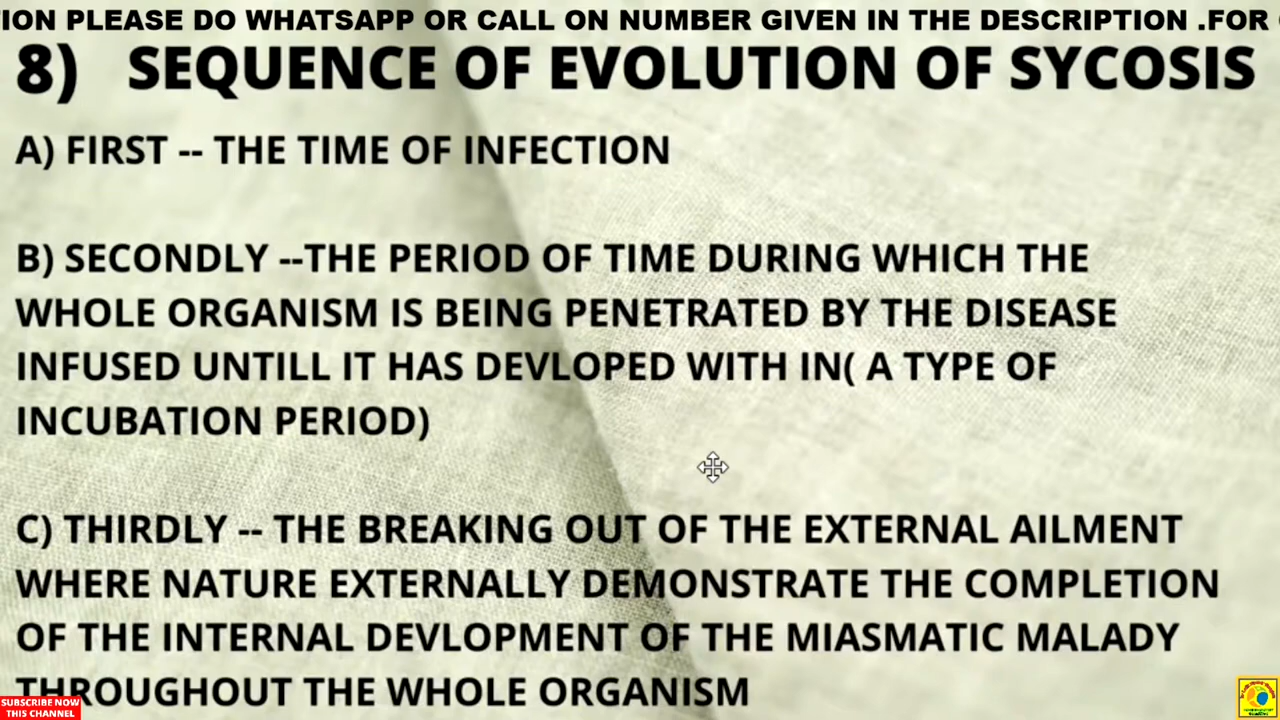 ION PLEASE DO WHATSAPP OR CALL ON NUMBER GIVEN IN THE DESCRIPTION .FOR
8) SEQUENCE OF EVOLUTION OF SYCOSIS
A) FIRST -- THE TIME OF INFECTION
B) SECONDLY --THE PERIOD OF TIME DURING WHICH THE
WHOLE ORGANISM IS BEING PENETRATED BY THE DISEASE
INFUSED UNTILL IT HAS DEVLOPED WITH IN( A TYPE OF
INCUBATION PERIOD)
C) THIRDLY -- THE BREAKING OUT OF THE EXTERNAL AILMENT
WHERE NATURE EXTERNALLY DEMONSTRATE THE COMPLETION
OF THE INTERNAL DEVLOPMENT OF THE MIASMATIC MALADY
THROUGHOUT THE WHOLE ORGANISM
SUBSCRIBE NOW
THIS CHANNEL